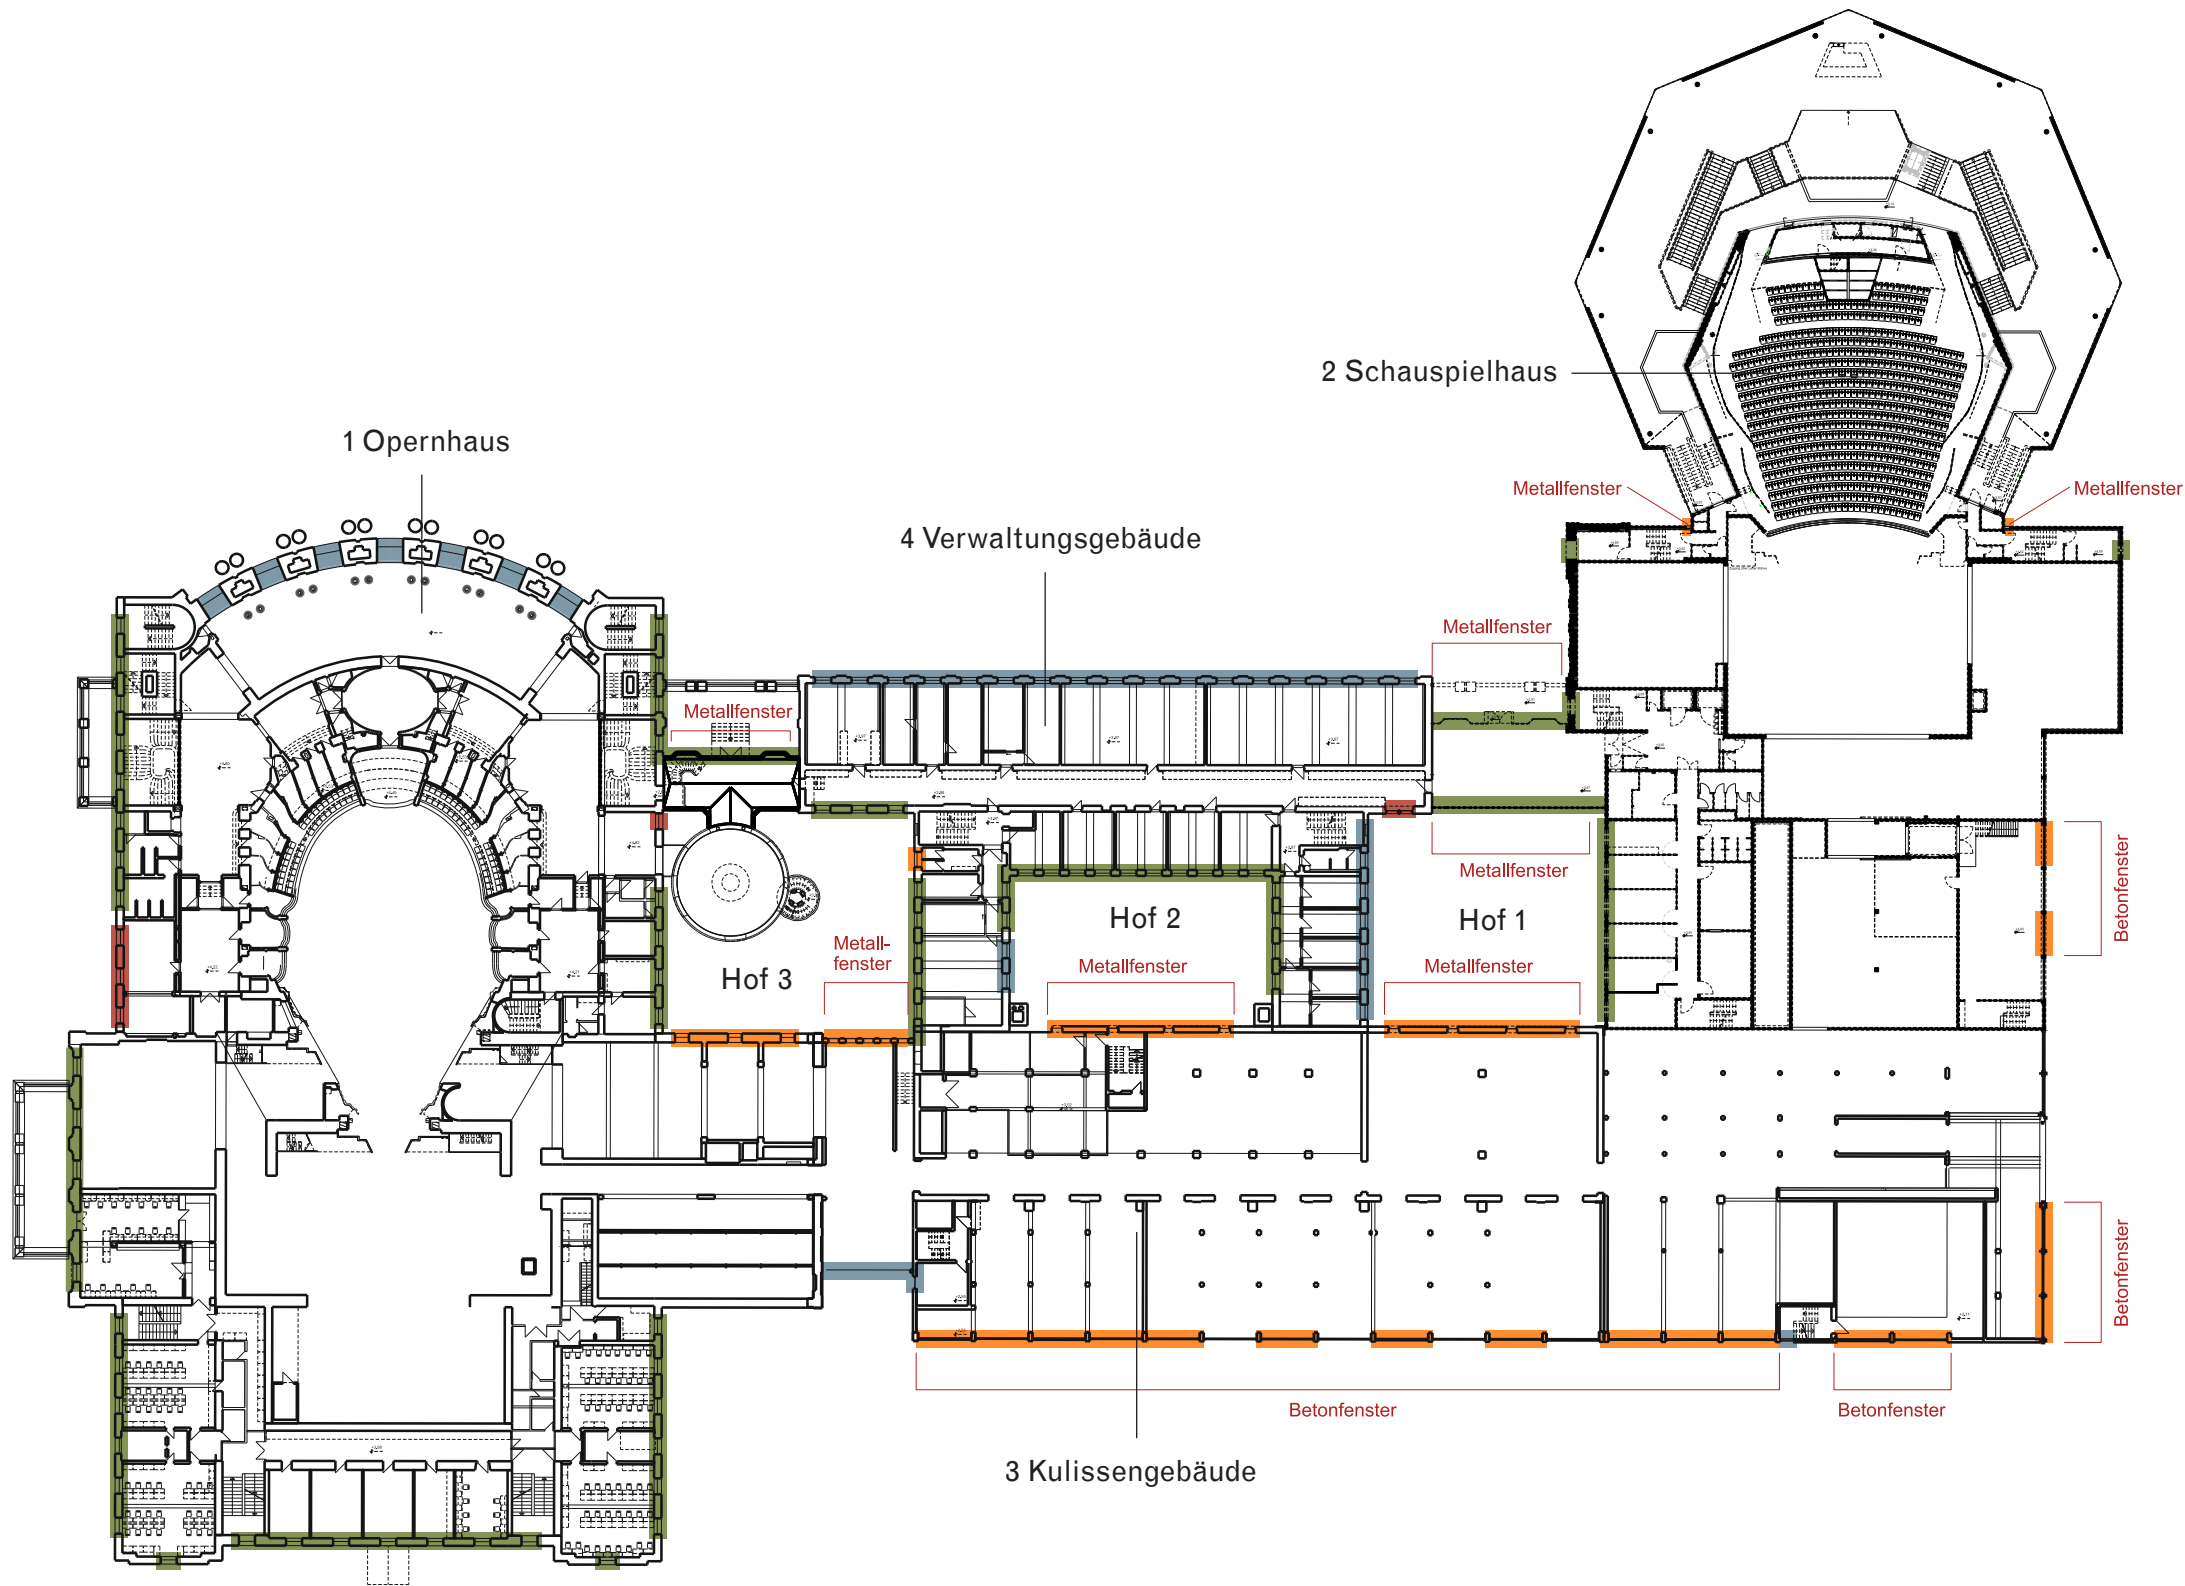 2 Schauspielhaus
1 Opernhaus
Metallfenster
Metallfenster
4 Verwaltungsgebäude
Metallfenster
Metallfenster
Metallfenster
Betonfenster
Hof 2
Hof 1
Metall-
fenster
Hof 3
Metallfenster
Metallfenster
Betonfenster
Betonfenster
Betonfenster
3 Kulissengebäude